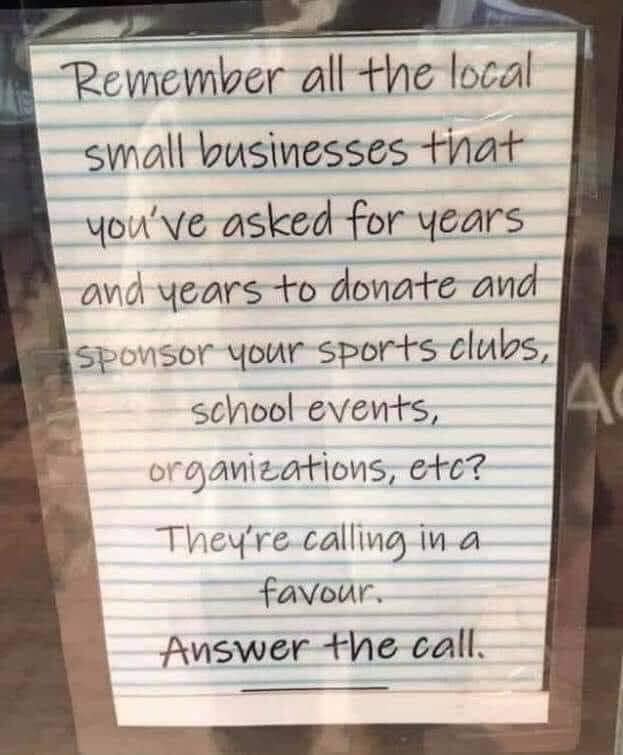 Remember all the local
small businesses that
you've asked for years
and years to donate and
sponsor your sports clubs,
school events,
organizations, etc?
They're calling in a
favour.
Answer the call.